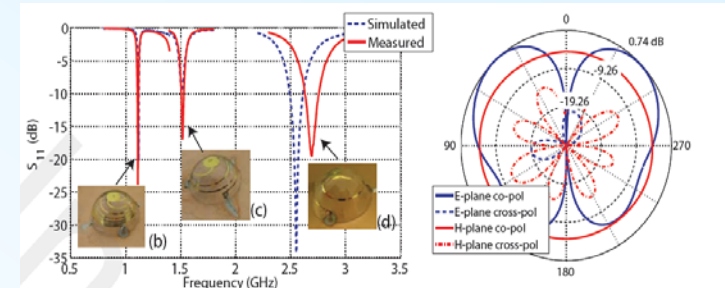 0
-5
-10
-15
-20
-25
-30
-35
S11 (dB)
0.5
1
1.5
2
2.5
3
3.5
Frequency (GHz)
Simulated
Measured
(b)
(c)
(d)
0
0.74 dB
-9.26
-19.26
90
270
180
E-plane co-pol
E-plane cross-pol
H-plane co-pol
H-plane cross-pol